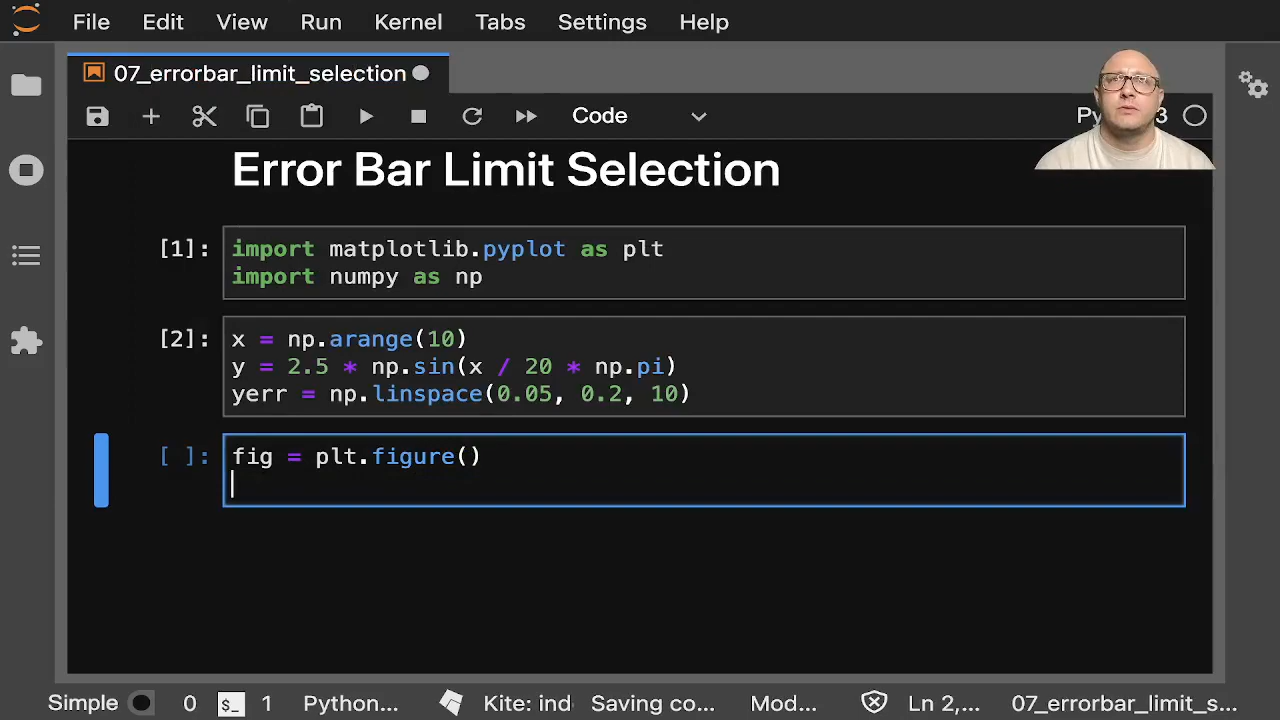 File Edit View Run Kernel Tabs Settings Help
07_errorbar_limit_selection
Code
3
Error Bar Limit Selection
[1]: import matplotlib.pyplot as plt
import numpy as np
[2]: x = np.arange(10)
y = 2.5 * np.sin(x / 20 * np.pi)
yerr = np.linspace(0.05, 0.2, 10)
[ ]: fig = plt.figure()
Simple 0 $_ 1 Python... Kite: ind Saving co... Mod... Ln 2,... 07_errorbar_limit_s...